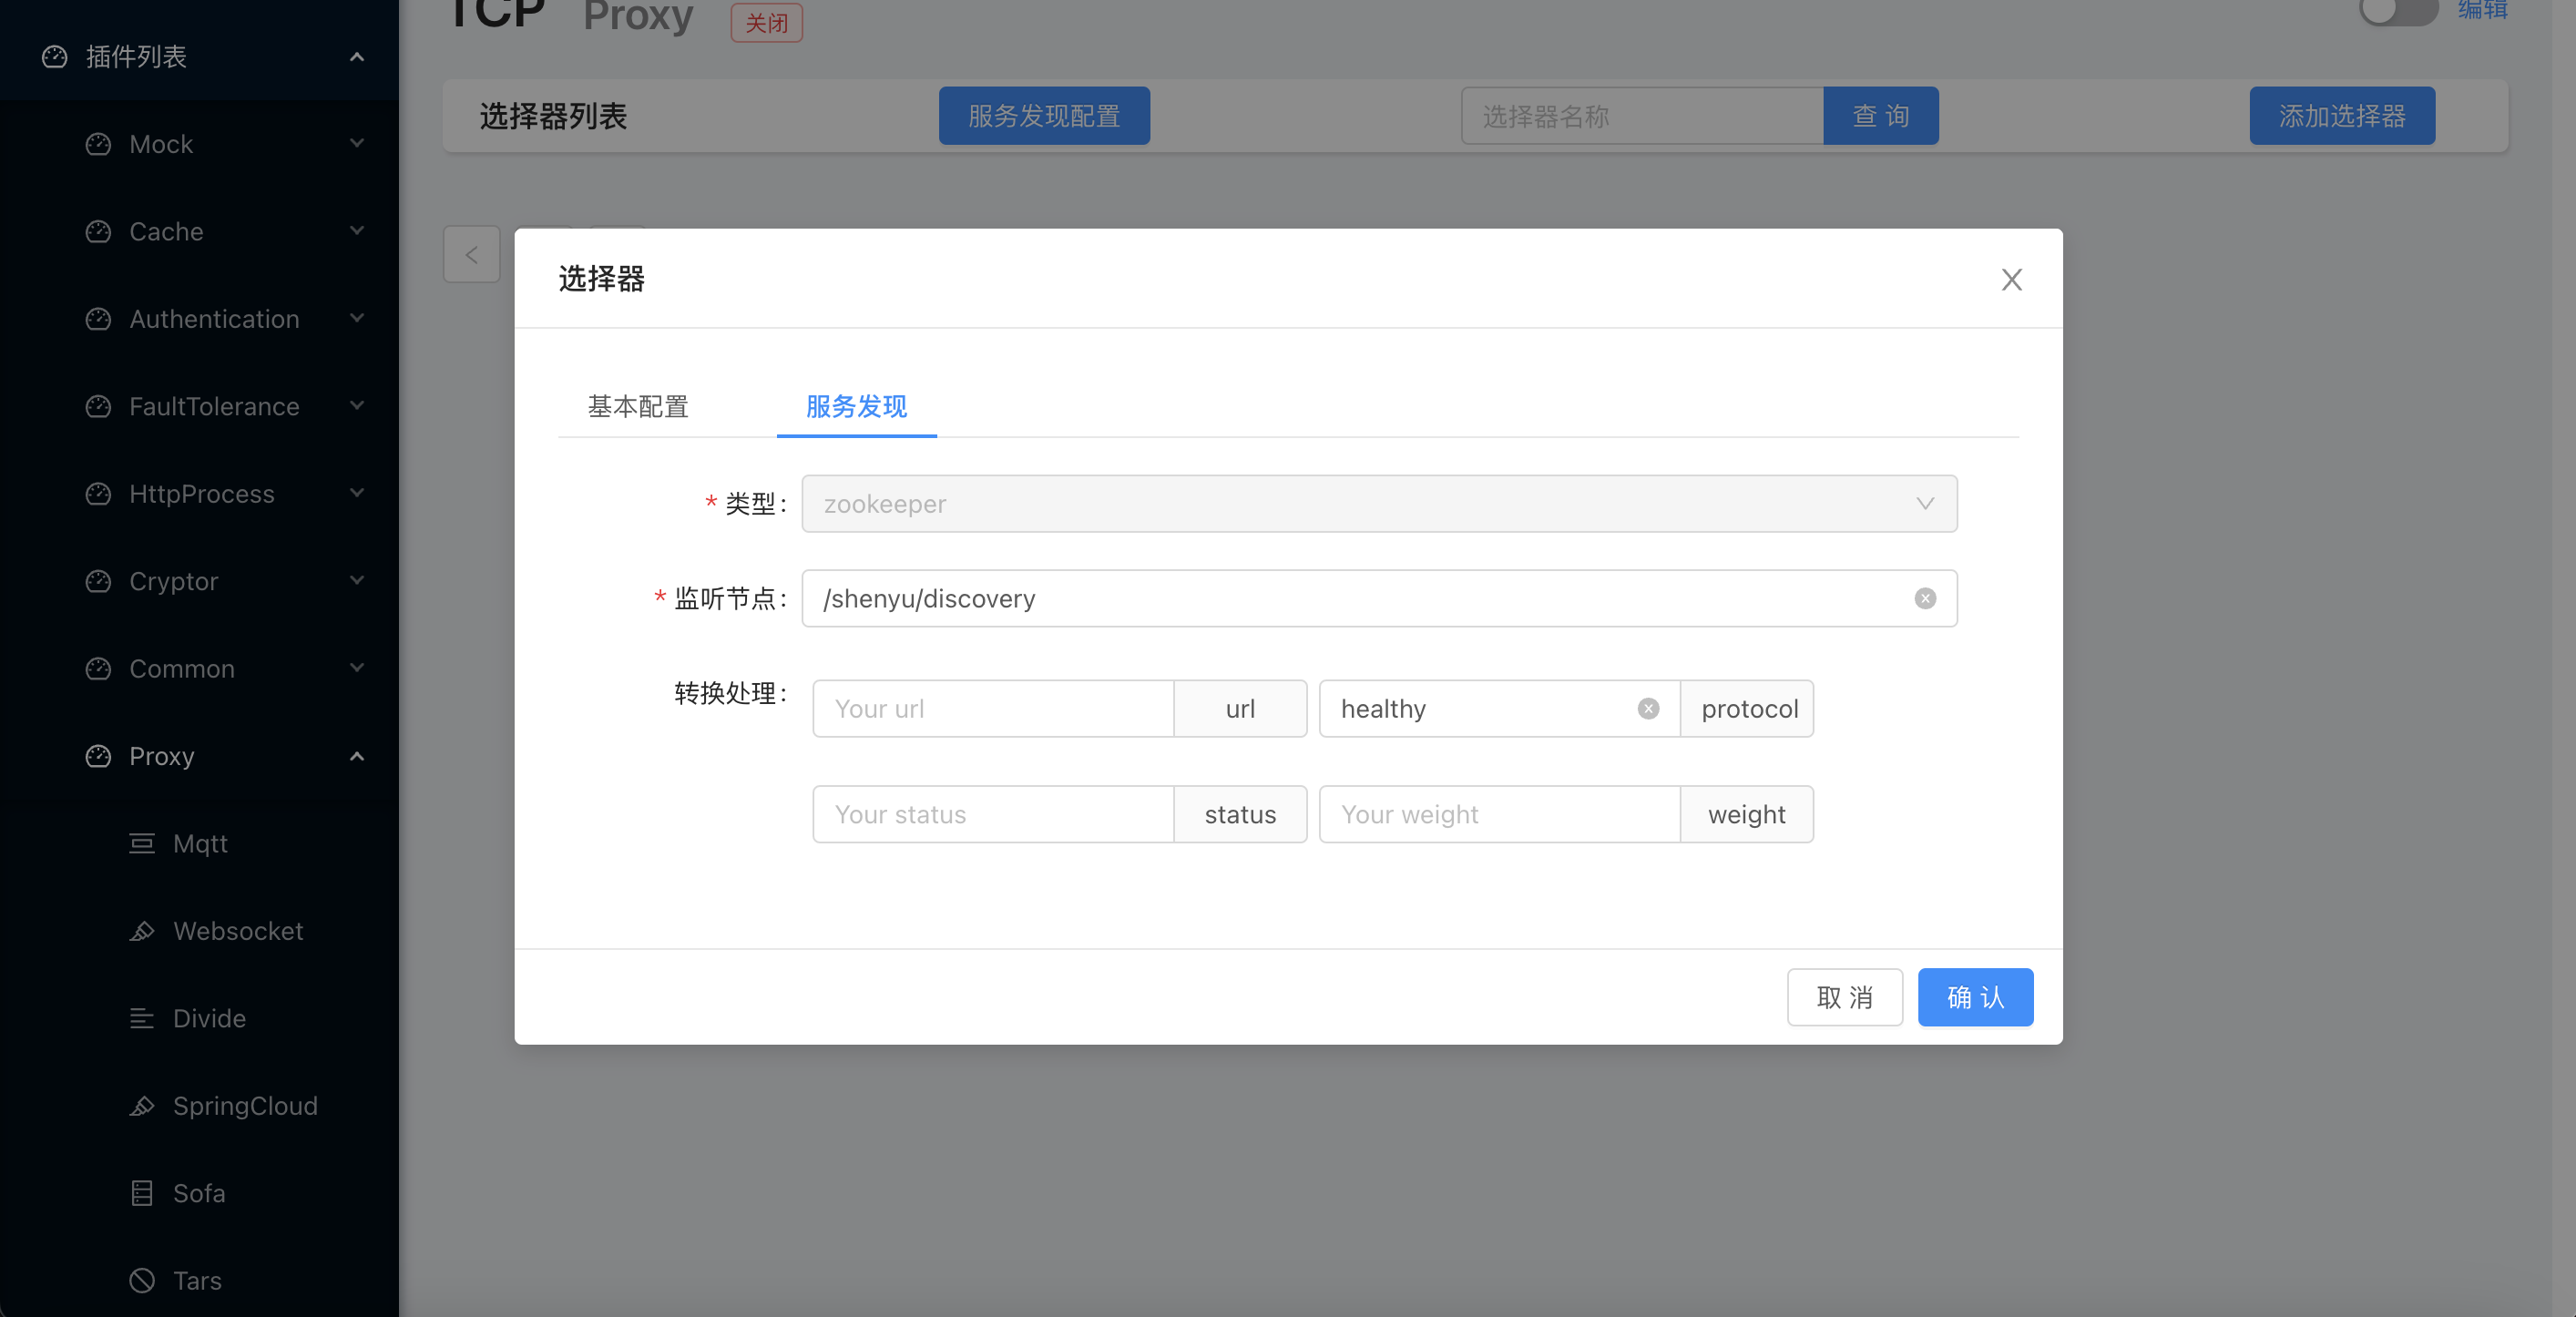 插件列表
Mock
Cache
Authentication
FaultTolerance
HttpProcess
Cryptor
Common
Proxy
Mqtt
Websocket
Divide
SpringCloud
Sofa
Tars
TCP Proxy 关闭
编辑
选择器列表 服务发现配置 选择器名称 查 询 添加选择器
选择器
基本配置 服务发现
* 类型: zookeeper
* 监听节点: /shenyu/discovery
转换处理: Your url url healthy protocol
Your status status Your weight weight
取 消 确 认